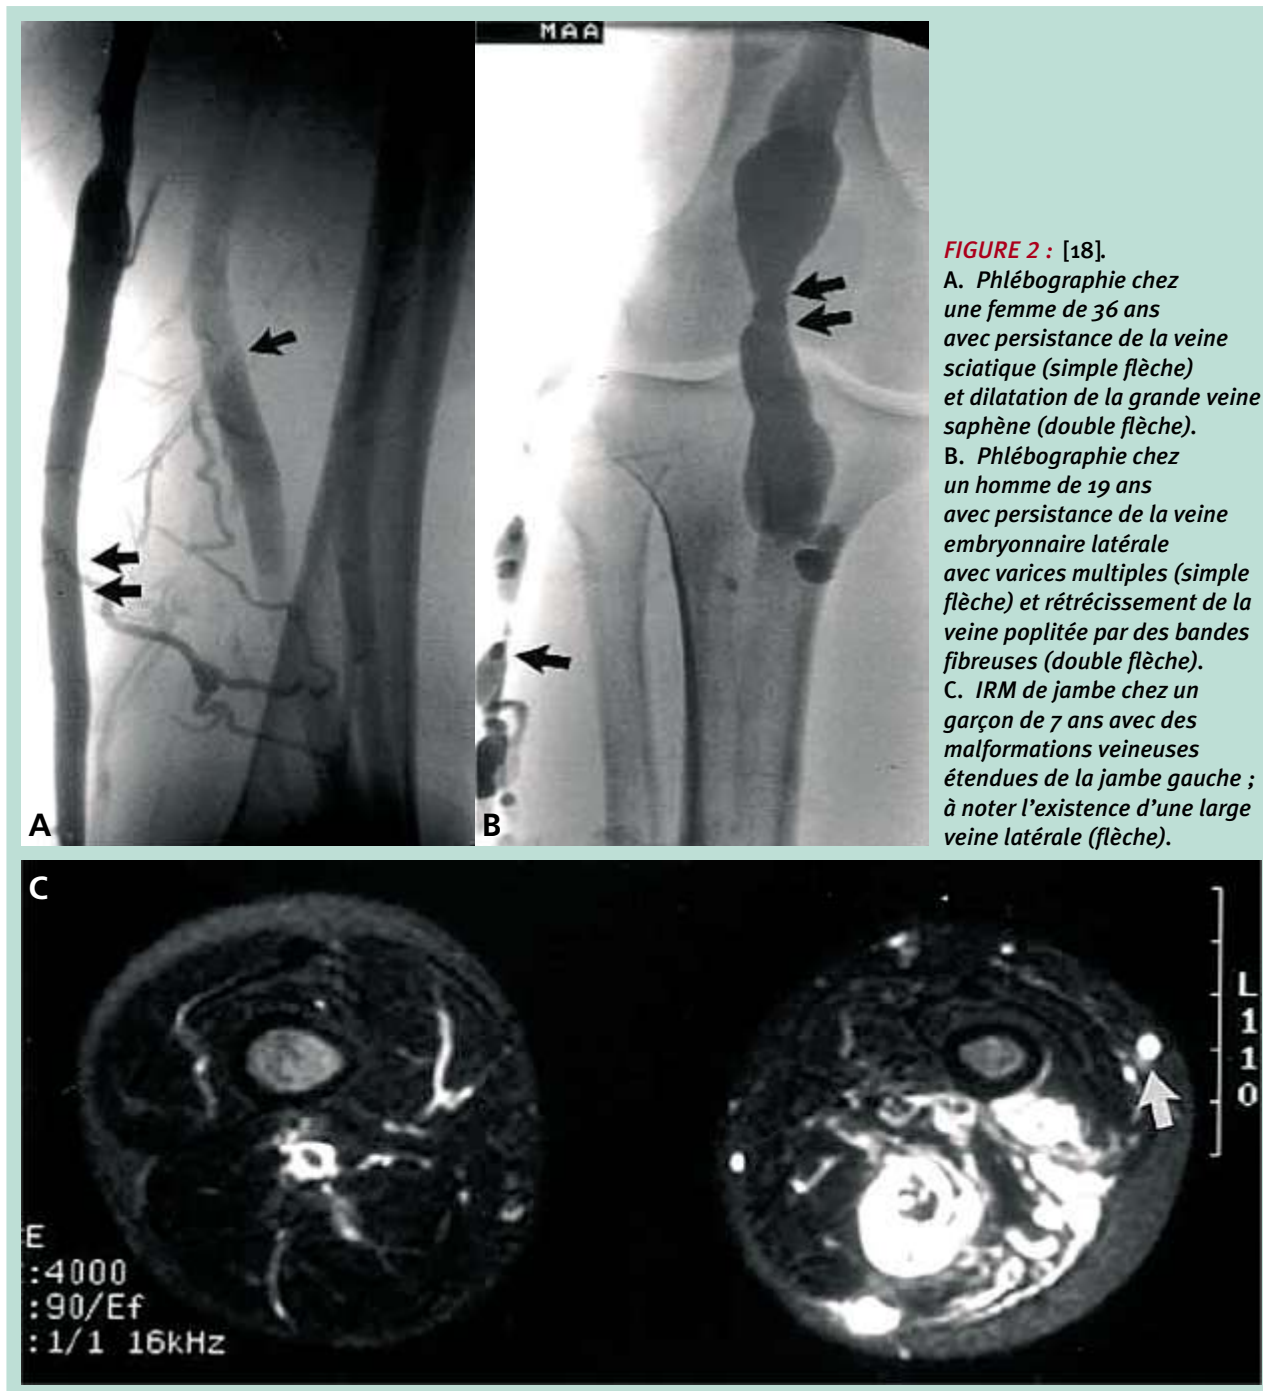 MAA
FIGURE 2 : [18].
A. Phlébographie chez
une femme de 36 ans
avec persistance de la veine
sciatique (simple flèche)
et dilatation de la grande veine
saphène (double flèche).
B. Phlébographie chez
un homme de 19 ans
avec persistance de la veine
embryonnaire latérale
avec varices multiples (simple
flèche) et rétrécissement de la
veine poplitée par des bandes
fibreuses (double flèche).
C. IRM de jambe chez un
garçon de 7 ans avec des
malformations veineuses
étendues de la jambe gauche ;
à noter l'existence d'une large
veine latérale (flèche).
A
B
C
L
1
1
0
E
:4000
:90/Ef
:1/1 16kHz